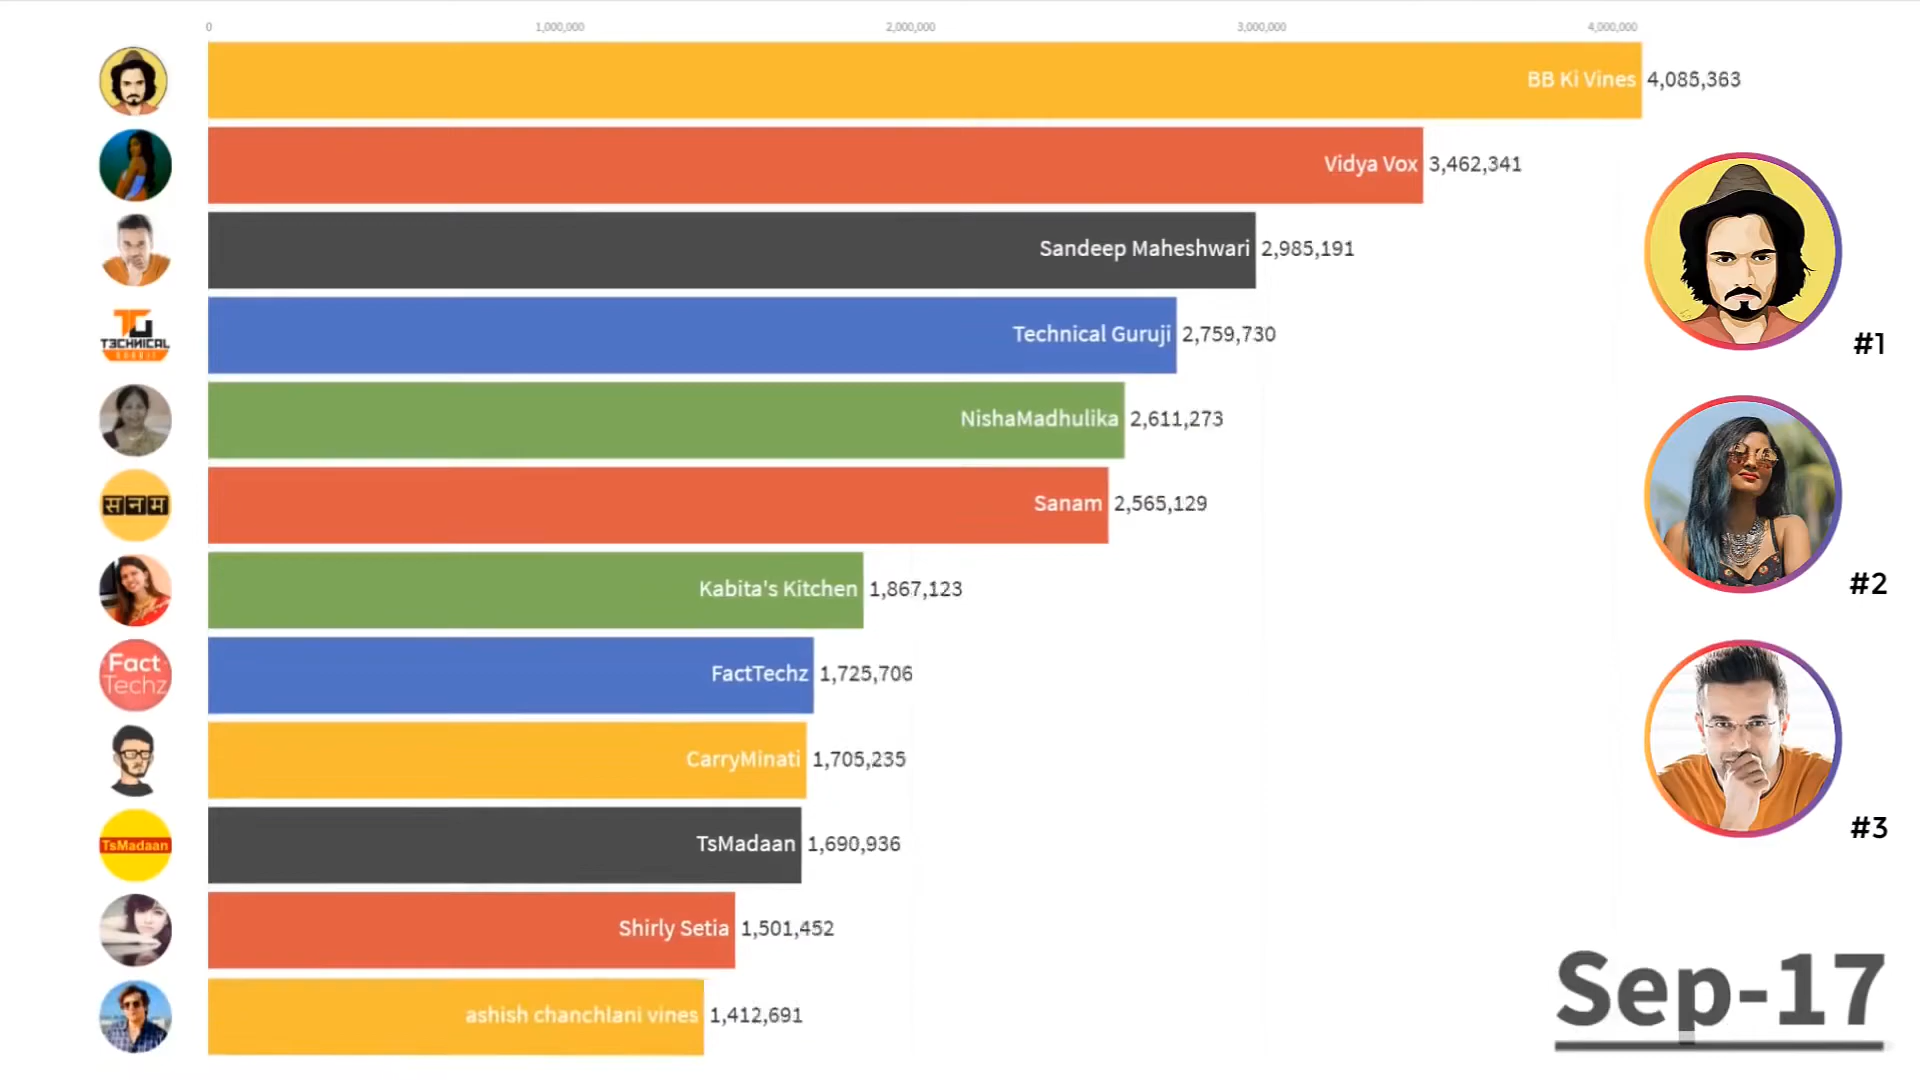 0 1,000,000 2,000,000 3,000,000 4,000,000
BB Ki Vines 4,085,363
Vidya Vox 3,462,341
Sandeep Maheshwari 2,985,191
TECHNICAL
GURUJI
Technical Guruji 2,759,730
#1
NishaMadhulika 2,611,273
सनम
Sanam 2,565,129
Kabita's Kitchen 1,867,123
#2
Fact
Techz
FactTechz 1,725,706
CarryMinati 1,705,235
TsMadaan
TsMadaan 1,690,936
#3
Shirly Setia 1,501,452
ashish chanchlani vines 1,412,691
Sep-17